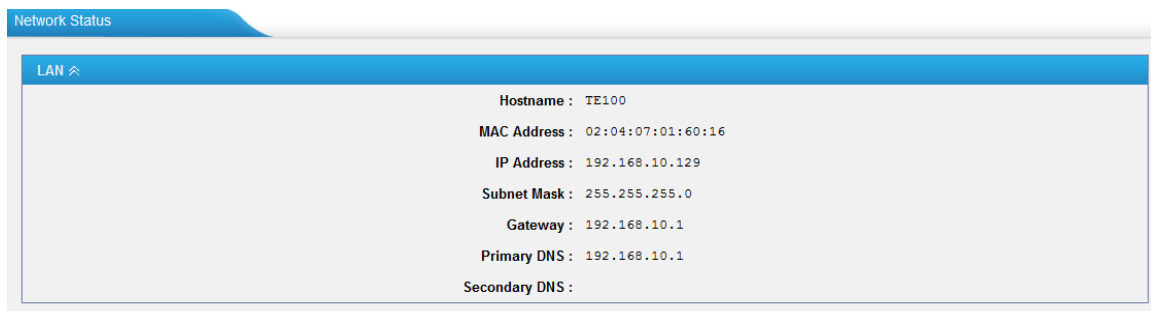 Network Status
LAN
Hostname : TE100
MAC Address : 02:04:07:01:60:16
IP Address : 192.168.10.129
Subnet Mask : 255.255.255.0
Gateway : 192.168.10.1
Primary DNS : 192.168.10.1
Secondary DNS :